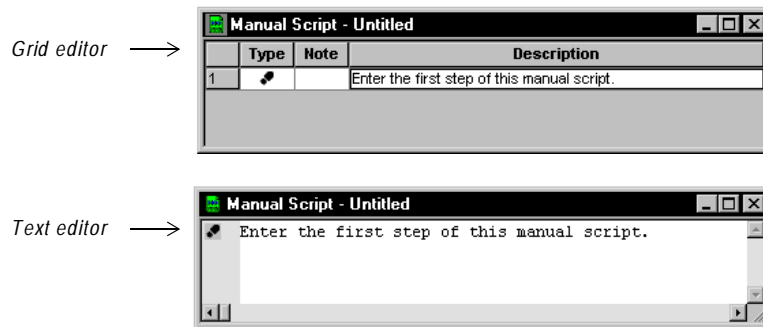 Manual Script - Untitled
Grid editor
Type Note Description
1 Enter the first step of this manual script.
Manual Script - Untitled
Text editor
Enter the first step of this manual script.